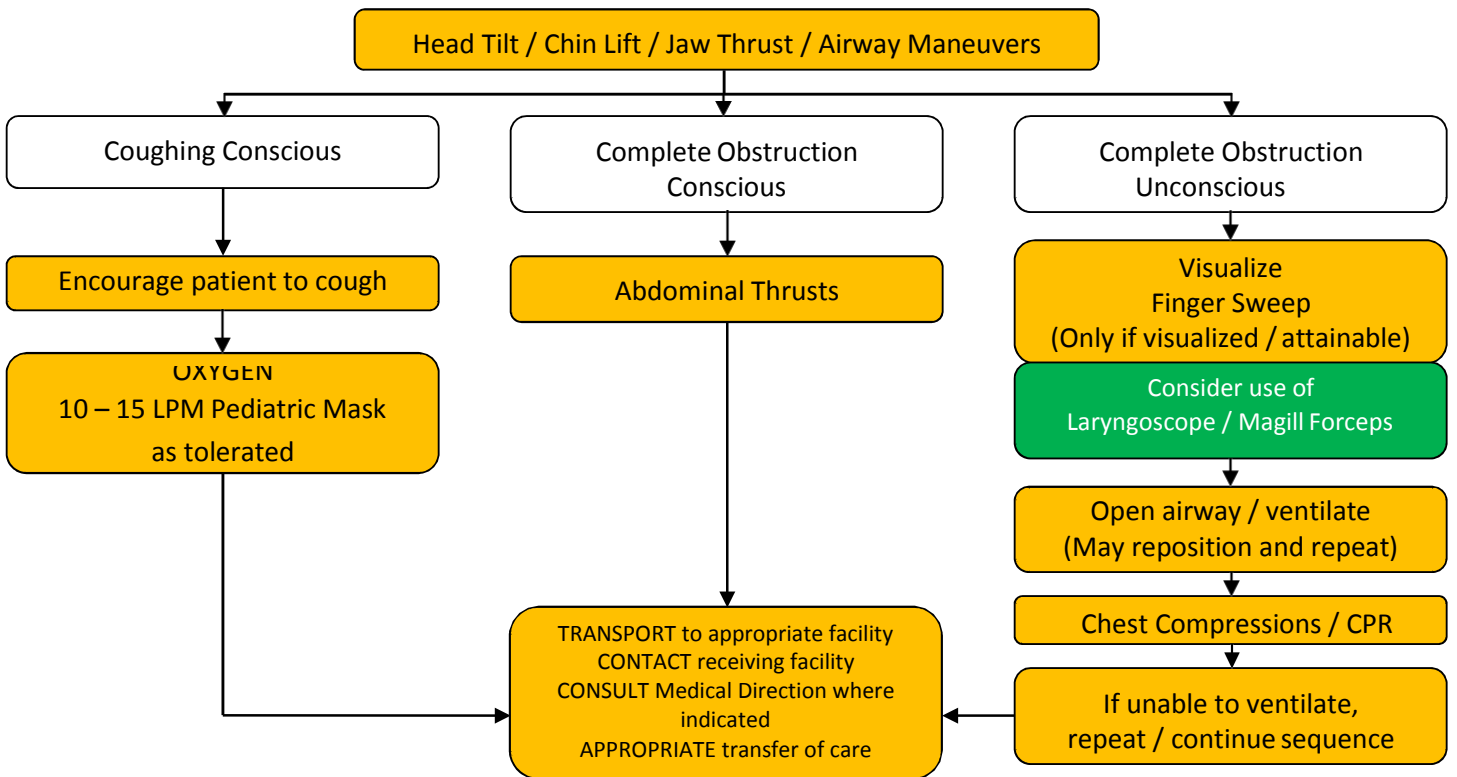 Head Tilt / Chin Lift / Jaw Thrust / Airway Maneuvers
Coughing Conscious
Complete Obstruction
Conscious
Complete Obstruction
Unconscious
Encourage patient to cough
Abdominal Thrusts
Visualize
Finger Sweep
(Only if visualized / attainable)
OXYGEN
10 – 15 LPM Pediatric Mask
as tolerated
Consider use of
Laryngoscope / Magill Forceps
Open airway / ventilate
(May reposition and repeat)
Chest Compressions / CPR
TRANSPORT to appropriate facility
CONTACT receiving facility
CONSULT Medical Direction where
indicated
APPROPRIATE transfer of care
If unable to ventilate,
repeat / continue sequence